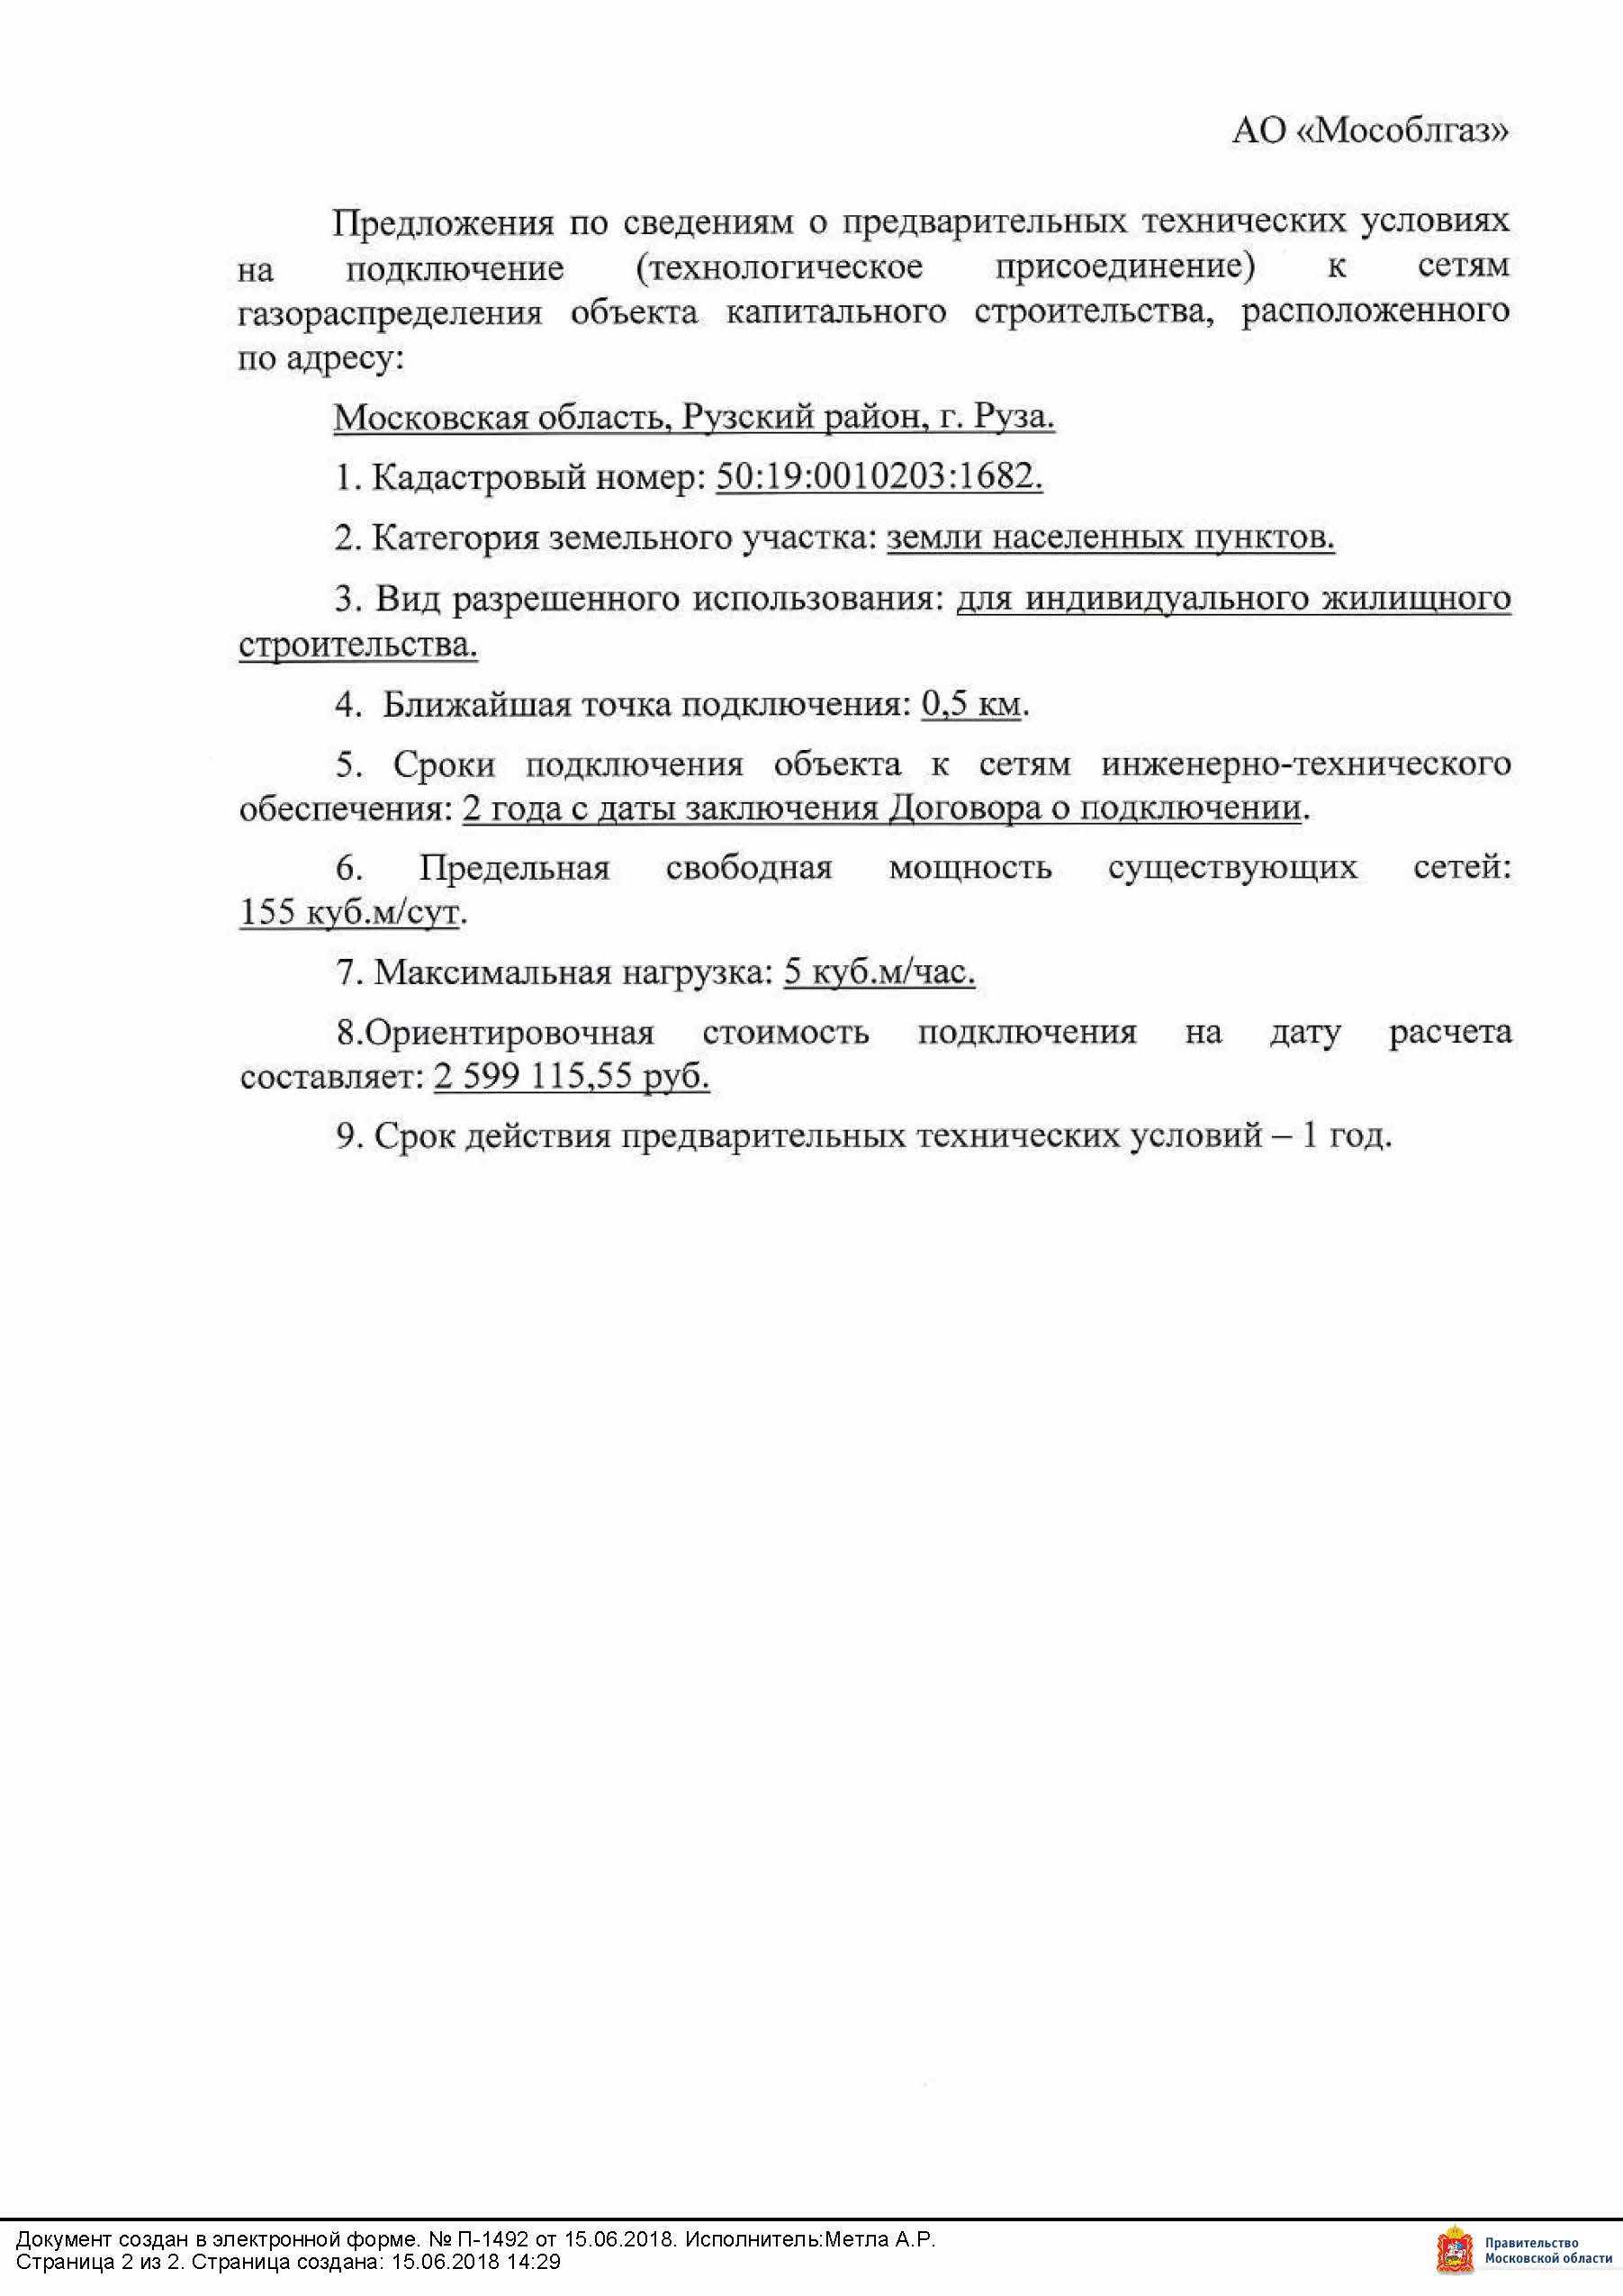 АО «Мособлгаз»
Предложения по сведениям о предварительных технических условиях
на подключение (технологическое присоединение) к сетям
газораспределения объекта капитального строительства, расположенного
по адресу:
Московская область, Рузский район, г. Руза.
1. Кадастровый номер: 50:19:0010203:1682.
2. Категория земельного участка: земли населенных пунктов.
3. Вид разрешенного использования: для индивидуального жилищного
строительства.
4. Ближайшая точка подключения: 0,5 км.
5. Сроки подключения объекта к сетям инженерно-технического
обеспечения: 2 года с даты заключения Договора о подключении.
6. Предельная свободная мощность существующих сетей:
155 куб.м/сут.
7. Максимальная нагрузка: 5 куб.м/час.
8.Ориентировочная стоимость подключения на дату расчета
составляет: 2 599 115,55 руб.
9. Срок действия предварительных технических условий – 1 год.
Документ создан в электронной форме. № П-1492 от 15.06.2018. Исполнитель:Метла А.Р.
Страница 2 из 2. Страница создана: 15.06.2018 14:29
Правительство
Московской области